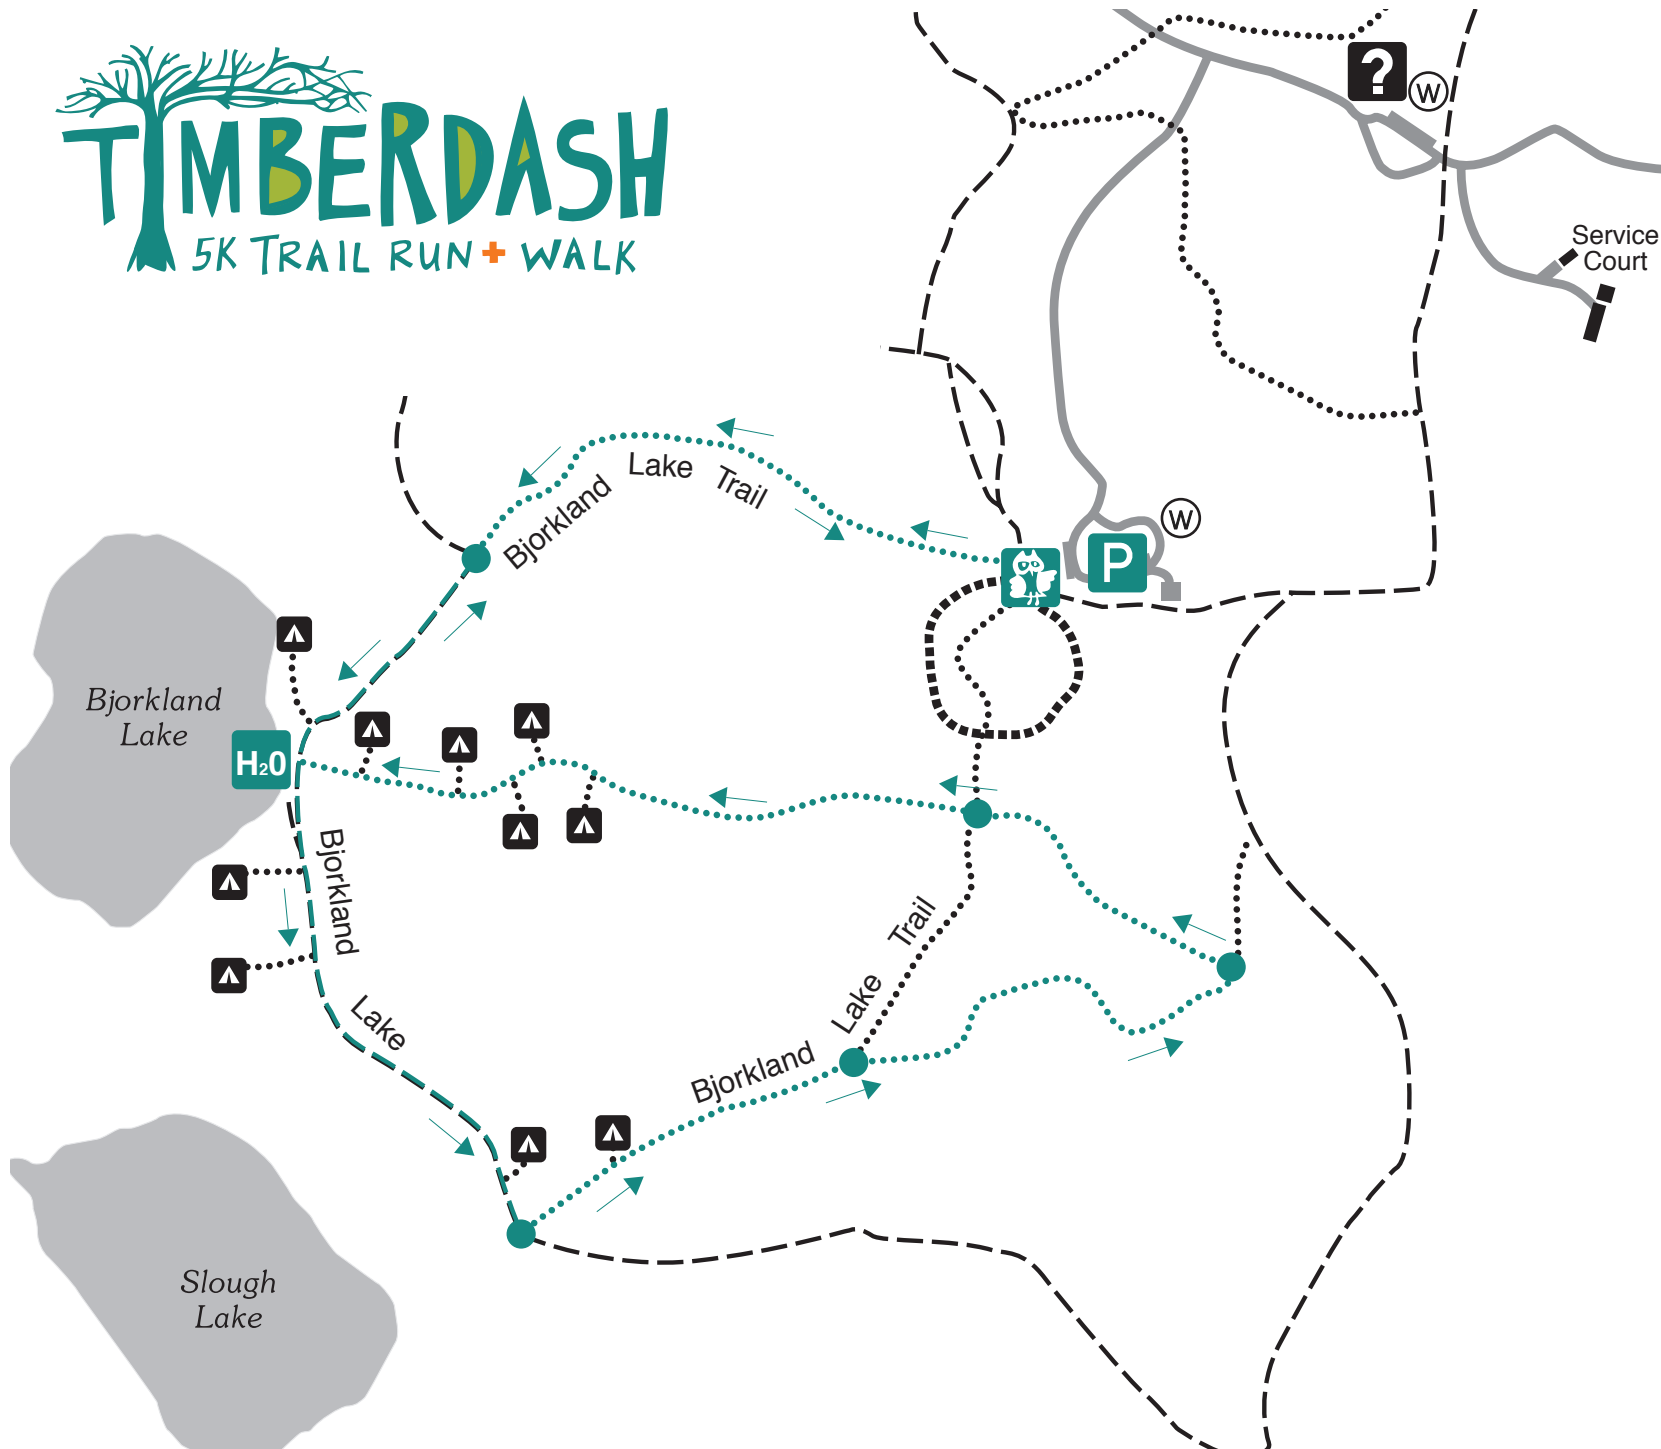 TIMBERDASH
5K TRAIL RUN + WALK
?
W
Service
Court
Bjorkland Lake Trail
W
P
Bjorkland
Lake
H20
Bjorkland
Lake
Bjorkland Lake Trail
Slough
Lake